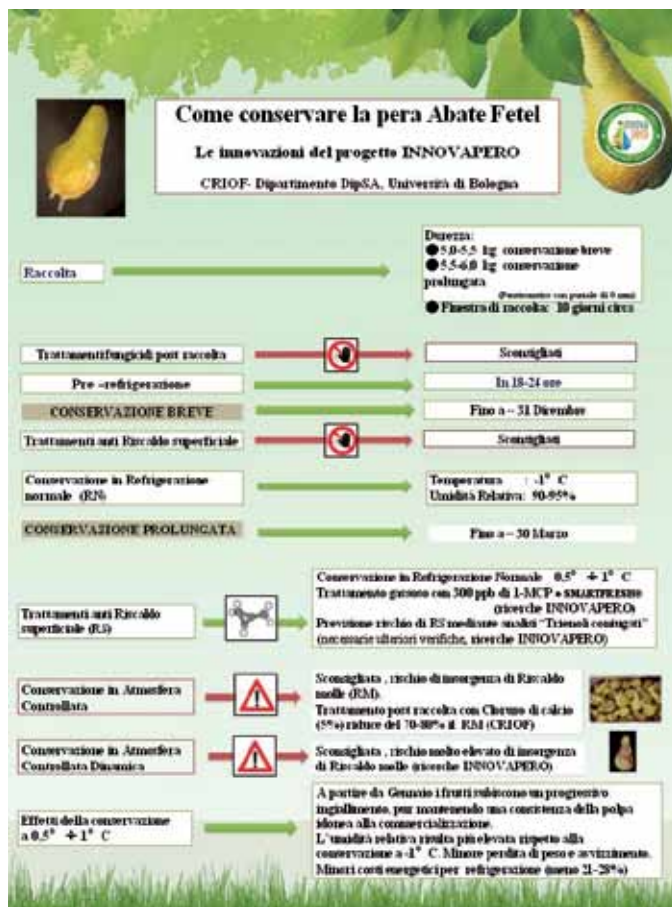 Come conservare la pera Abate Fetel
Le innovazioni del progetto INNOVAPERO
CRIOF- Dipartimento DipSA, Università di Bologna
Raccolta
Durezza:
● 5,0-5,5 kg conservazione breve
● 5,5-6,0 kg conservazione
prolungata
(Penetrometro con puntale di 8 mm)
● Finestra di raccolta: 10 giorni circa
Trattamenti fungicidi post raccolta
Sconsigliati
Pre –refrigerazione
In 18-24 ore
CONSERVAZIONE BREVE
Fino a – 31 Dicembre
Trattamenti anti Riscaldo superficiale
Sconsigliati
Conservazione in Refrigerazione
normale (RN)
Temperatura : -1° C
Umidità Relativa: 90-95%
CONSERVAZIONE PROLUNGATA
Fino a – 30 Marzo
Trattamenti anti Riscaldo
superficiale (RS)
Conservazione in Refrigerazione Normale 0.5° ÷ 1° C
Trattamento gassoso con 300 ppb di 1-MCP
(ricerche INNOVAPERO)
Previsione rischio di RS mediante analisi “Trienoli coniugati”
(necessarie ulteriori verifiche, ricerche INNOVAPERO)
Conservazione in Atmosfera
Controllata
Sconsigliata , rischio di insorgenza di Riscaldo
molle (RM).
Trattamento post raccolta con Cloruro di calcio
(5%) riduce del 70-80% il RM (CRIOF)
Conservazione in Atmosfera
Controllata Dinamica
Sconsigliata , rischio molto elevato di insorgenza
di Riscaldo molle (ricerche INNOVAPERO)
Effetti della conservazione
a 0.5° ÷ 1° C
A partire da Gennaio i frutti subiscono un progressivo
ingiallimento, pur mantenendo una consistenza della polpa
idonea alla commercializzazione.
L’umidità relativa risulta più elevata rispetto alla
conservazione a -1° C. Minore perdita di peso e avvizzimento.
Minori costi energetici per refrigerazione (meno 21-28%)